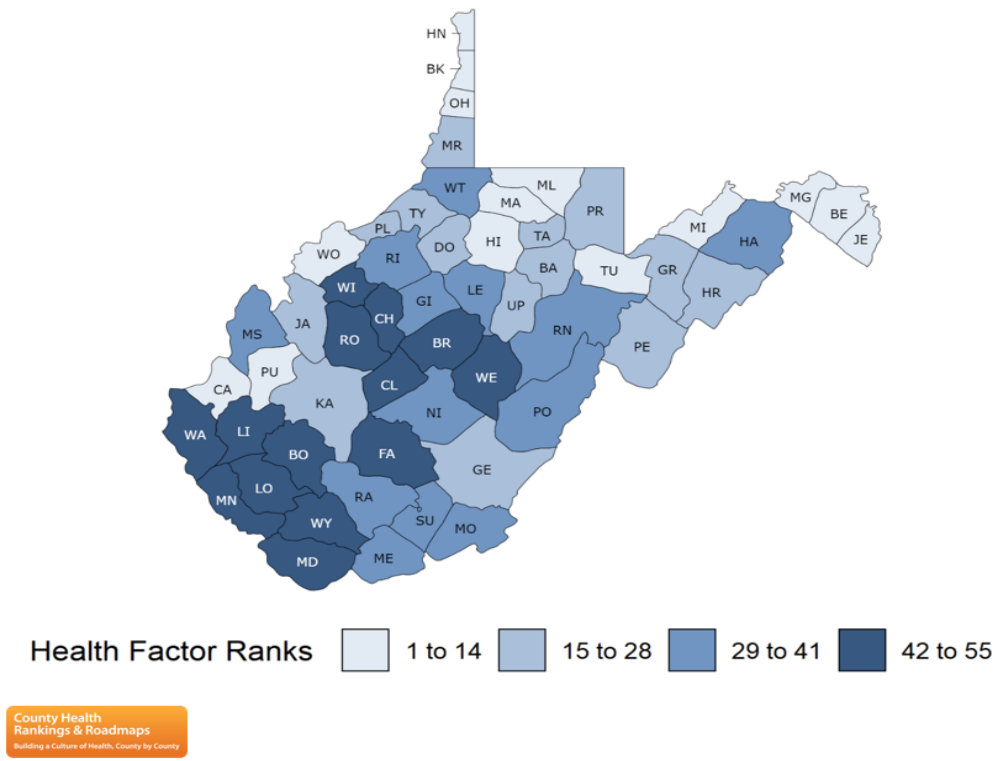 HN
BK
OH
MR
WT
ML
MA
PR
TY
PL
DO
HI
TA
WO
RI
BA
TU
MI
HA
MG
BE
JE
GR
HR
WI
GI
LE
UP
RN
JA
CH
RO
BR
MS
PE
PU
CA
CL
WE
KA
NI
PO
WA
LI
BO
FA
GE
LO
MN
RA
WY
SU
MO
MD
ME
Health Factor Ranks 1 to 14 15 to 28 29 to 41 42 to 55
County Health
Rankings & Roadmaps
Building a Culture of Health, County by County